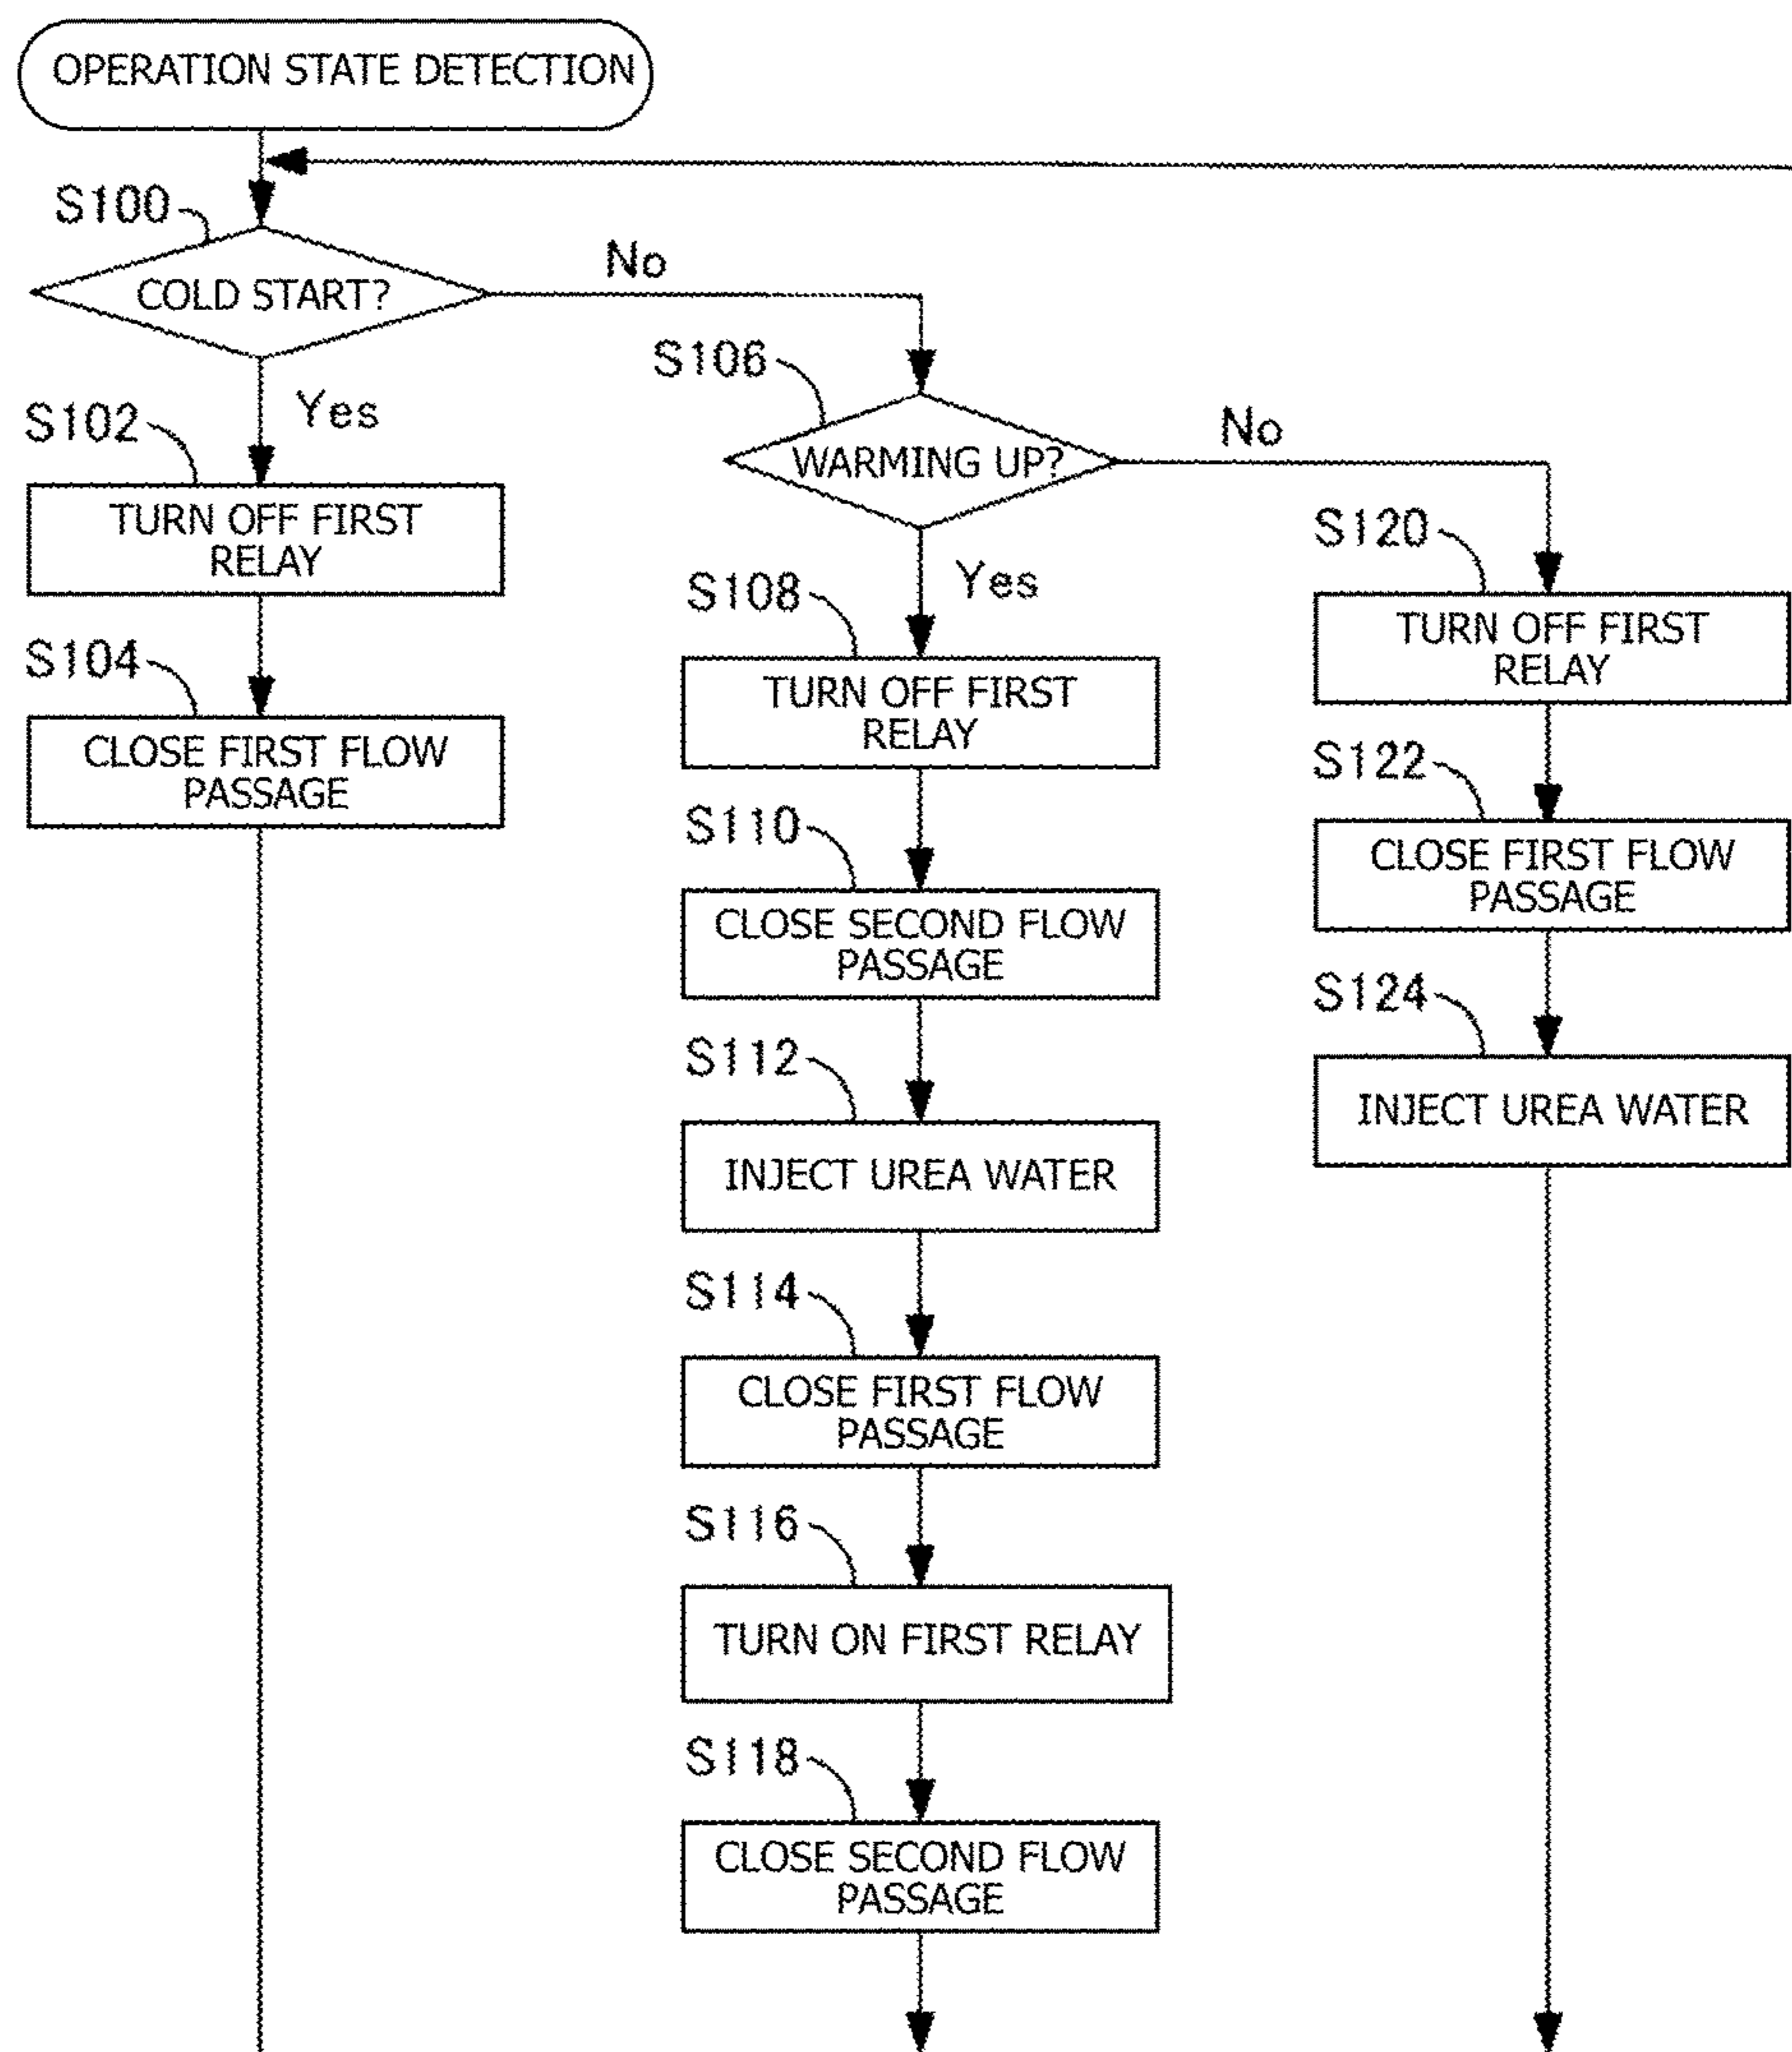 OPERATION STATE DETECTION
S100
COLD START?
No
Yes
S102
TURN OFF FIRST
RELAY
S104
CLOSE FIRST FLOW
PASSAGE
S106
WARMING UP?
No
Yes
S108
TURN OFF FIRST
RELAY
S110
CLOSE SECOND FLOW
PASSAGE
S112
INJECT UREA WATER
S114
CLOSE FIRST FLOW
PASSAGE
S116
TURN ON FIRST RELAY
S118
CLOSE SECOND FLOW
PASSAGE
S120
TURN OFF FIRST
RELAY
S122
CLOSE FIRST FLOW
PASSAGE
S124
INJECT UREA WATER